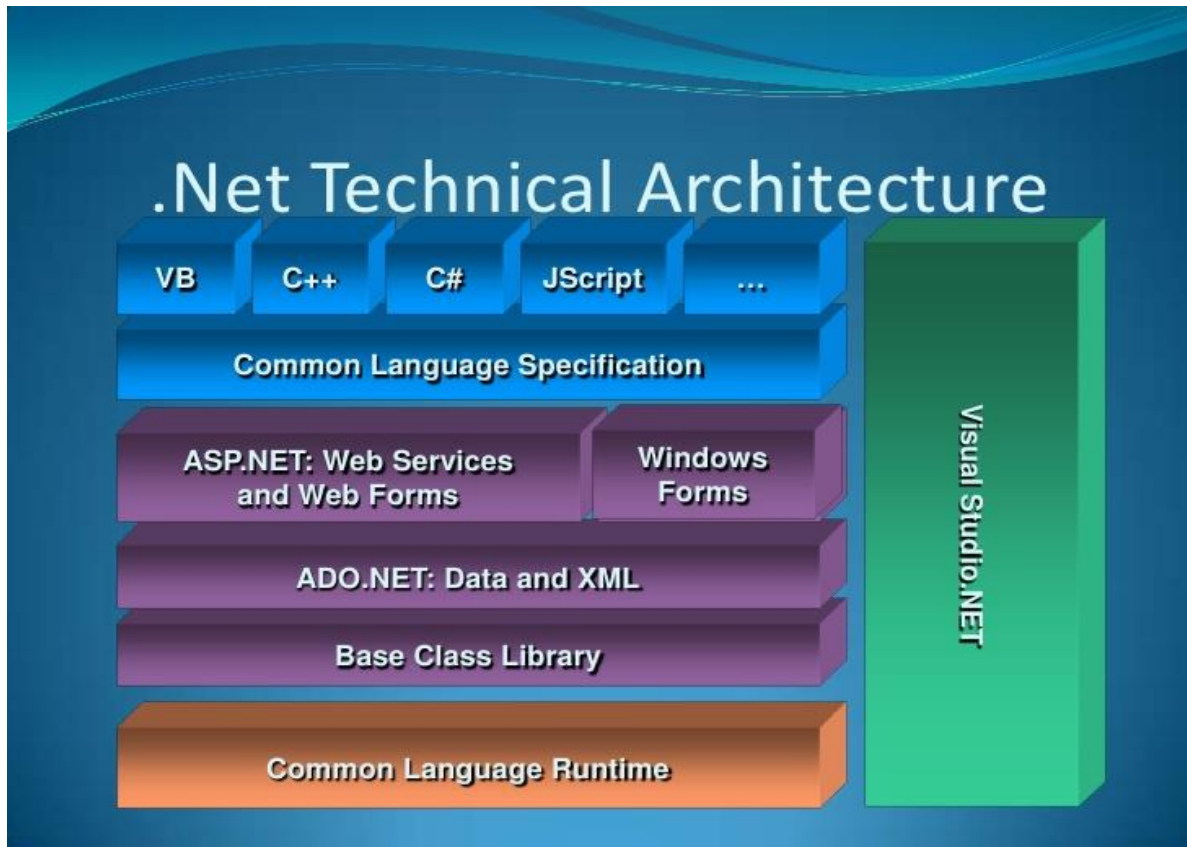 .Net Technical Architecture
VB
C++
C#
JScript
...
Common Language Specification
ASP.NET: Web Services
and Web Forms
Windows
Forms
ADO.NET: Data and XML
Base Class Library
Common Language Runtime
Visual Studio.NET